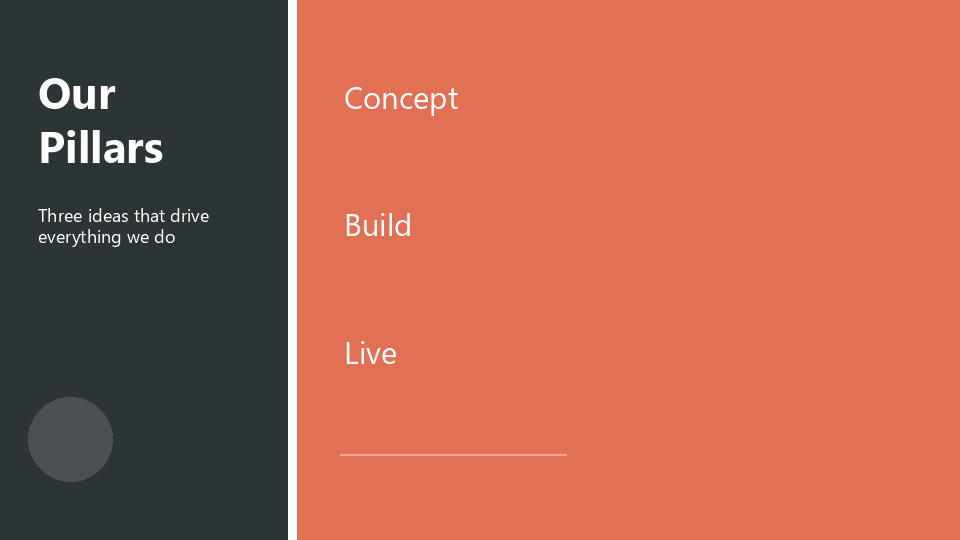 Our
Pillars
Three ideas that drive
everything we do
Concept
Build
Live